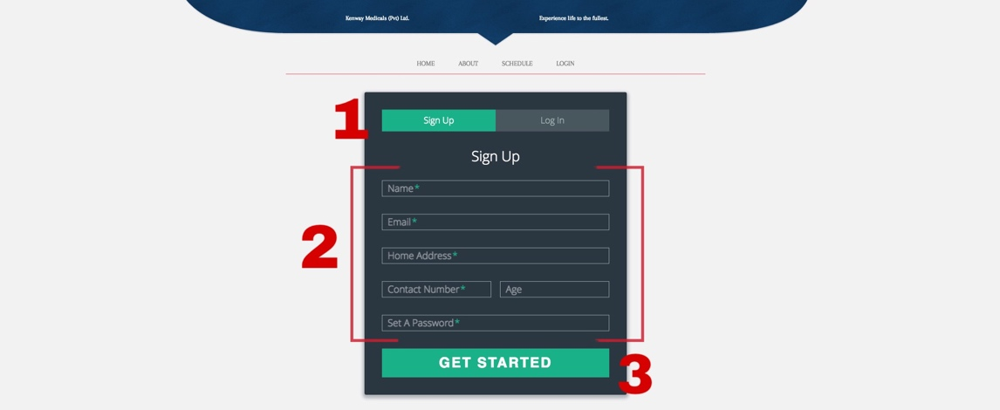 Kenway Medicals (Pvt) Ltd. Experience life to the fullest.
HOME ABOUT SCHEDULE LOGIN
1
Sign Up Log In
Sign Up
Name*
Email*
2
Home Address*
Contact Number* Age
Set A Password*
GET STARTED
3